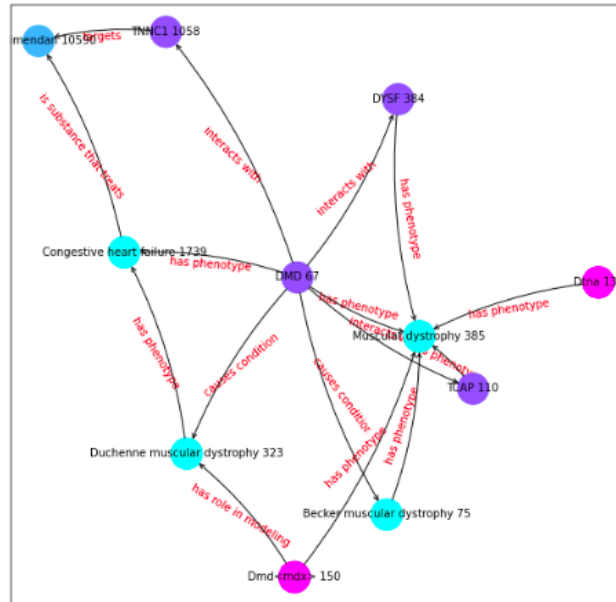 TNNC1 1058
mendan 10590
targets
DYSF 384
is substance that treats
interacts with
interacts with
has phenotype
Congestive heart failure 1739
has phenotype
DMD 67
Dtna 13
has phenotype
has phenotype
Muscular dystrophy 385
interacts
has phenotype
causes condition
causes condition
TCAP 110
Duchenne muscular dystrophy 323
has phenotype
has phenotype
has role in modeling
Becker muscular dystrophy 75
Dmd<mdx> 150